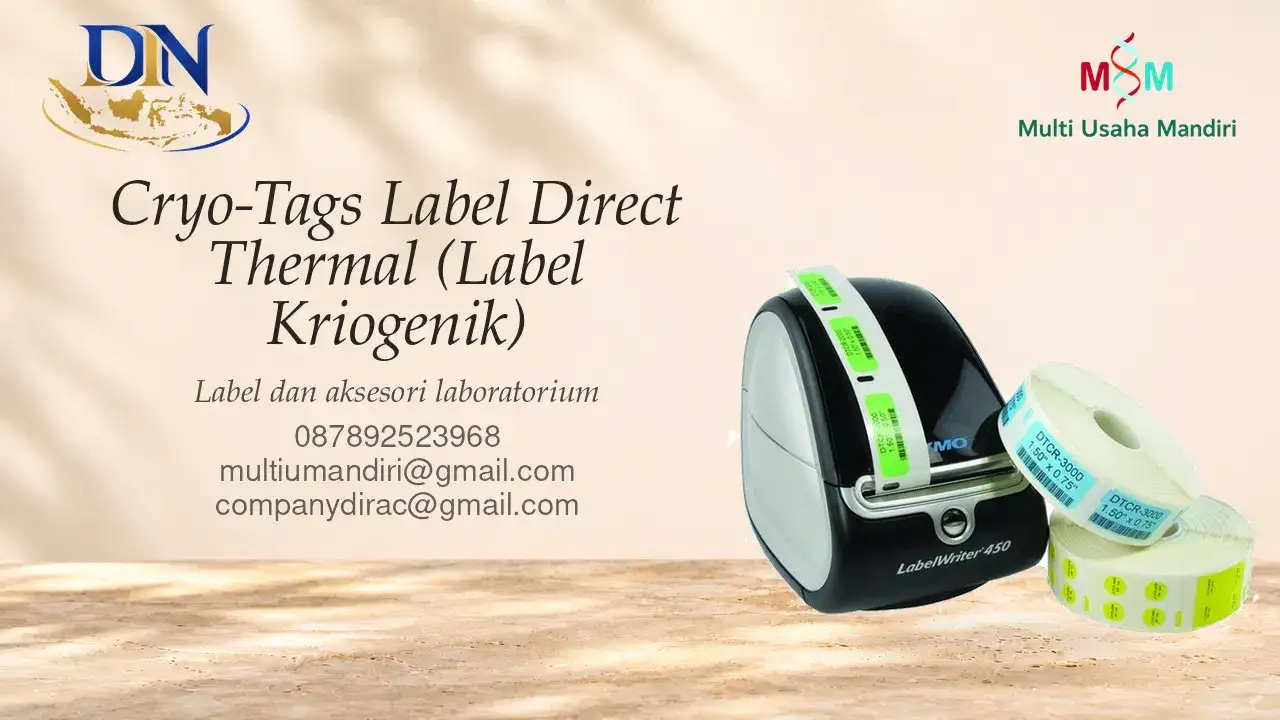 DIN
MSM
Multi Usaha Mandiri
Cryo-Tags Label Direct
Thermal (Label
Kriogenik)
Label dan aksesori laboratorium
087892523968
multiumandiri@gmail.com
companydirac@gmail.com
DTCR-3000
1.50" x 0.75"
DTCR-3000
1.50" x 0.75"
LabelWriter 450